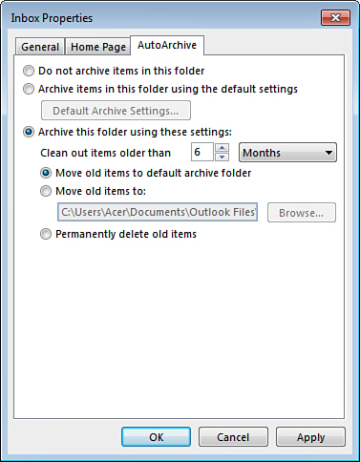 Inbox Properties
General Home Page AutoArchive
Do not archive items in this folder
Archive items in this folder using the default settings
Default Archive Settings...
Archive this folder using these settings:
Clean out items older than 6 Months
Move old items to default archive folder
Move old items to:
C:\Users\Acer\Documents\Outlook Files\ Browse...
Permanently delete old items
OK Cancel Apply